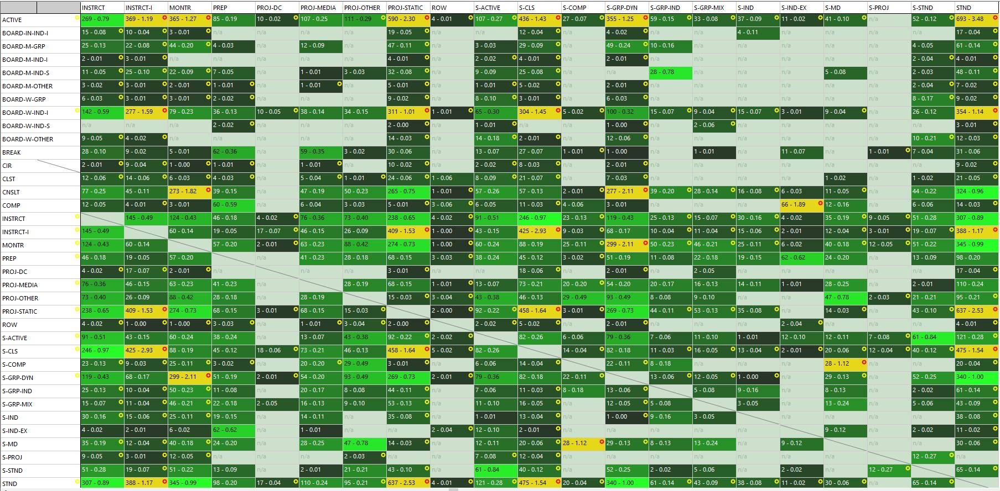 INSTRCT INSTRCT-I MONTR PREP PROJ-DC PROJ-MEDIA PROJ-OTHER PROJ-STATIC ROW S-ACTIVE S-CLS S-COMP S-GRP-DYN S-GRP-IND S-GRP-MIX S-IND S-IND-EX S-MD S-PROJ S-STND STND
ACTIVE 269 - 0.79 369 - 1.19 365 - 1.27 85 - 0.19 10 - 0.02 107 - 0.25 111 - 0.29 590 - 2.30 4 - 0.01 107 - 0.27 436 - 1.43 27 - 0.07 355 - 1.25 59 - 0.15 33 - 0.08 37 - 0.09 11 - 0.02 41 - 0.10 n/a 52 - 0.12 693 - 3.48
BOARD-IN-IND-I 15 - 0.08 10 - 0.04 3 - 0.01 n/a n/a n/a n/a 19 - 0.05 n/a n/a 12 - 0.04 n/a 4 - 0.02 n/a n/a 4 - 0.11 n/a n/a n/a n/a 17 - 0.04
BOARD-M-GRP 25 - 0.13 22 - 0.08 44 - 0.20 4 - 0.03 n/a 12 - 0.09 n/a 47 - 0.11 n/a 3 - 0.03 29 - 0.09 n/a 49 - 0.24 10 - 0.16 n/a n/a n/a n/a n/a 4 - 0.05 61 - 0.14
BOARD-M-IND-I 2 - 0.01 3 - 0.01 n/a n/a n/a n/a n/a 4 - 0.01 n/a 2 - 0.02 4 - 0.01 n/a 2 - 0.01 n/a n/a n/a n/a n/a n/a 2 - 0.04 4 - 0.01
BOARD-M-IND-S 11 - 0.05 25 - 0.10 22 - 0.09 7 - 0.05 n/a 1 - 0.01 3 - 0.03 32 - 0.08 n/a 9 - 0.09 25 - 0.08 n/a n/a 28 - 0.78 n/a n/a n/a 5 - 0.08 n/a 2 - 0.03 48 - 0.11
BOARD-M-OTHER 3 - 0.02 3 - 0.01 2 - 0.01 1 - 0.01 n/a 1 - 0.01 n/a 5 - 0.01 n/a 1 - 0.01 5 - 0.02 n/a 2 - 0.01 n/a n/a n/a n/a n/a n/a 2 - 0.04 7 - 0.02
BOARD-W-GRP 6 - 0.03 3 - 0.01 3 - 0.01 2 - 0.02 n/a n/a n/a 9 - 0.02 n/a 8 - 0.10 3 - 0.01 n/a 6 - 0.03 n/a n/a n/a n/a n/a n/a 8 - 0.17 9 - 0.02
BOARD-W-IND-I 142 - 0.59 277 - 1.59 79 - 0.23 36 - 0.13 10 - 0.05 38 - 0.14 34 - 0.15 311 - 1.01 1 - 0.01 65 - 0.30 304 - 1.45 5 - 0.02 100 - 0.32 15 - 0.07 9 - 0.04 15 - 0.07 3 - 0.01 9 - 0.04 n/a 26 - 0.12 354 - 1.14
BOARD-W-IND-S n/a n/a n/a 2 - 0.02 n/a n/a n/a 2 - 0.00 n/a 1 - 0.01 n/a n/a 1 - 0.00 n/a 2 - 0.06 n/a n/a n/a n/a n/a 3 - 0.01
BOARD-W-OTHER 9 - 0.05 4 - 0.02 n/a n/a n/a n/a n/a 14 - 0.03 n/a 14 - 0.18 2 - 0.01 n/a 12 - 0.06 n/a n/a n/a n/a n/a n/a 10 - 0.21 12 - 0.03
BREAK 28 - 0.10 9 - 0.02 5 - 0.01 62 - 0.36 n/a 59 - 0.35 3 - 0.02 30 - 0.06 n/a 13 - 0.07 27 - 0.07 1 - 0.01 1 - 0.00 n/a 1 - 0.01 n/a 11 - 0.07 n/a 1 - 0.01 7 - 0.04 31 - 0.06
CIR 2 - 0.01 9 - 0.04 1 - 0.00 1 - 0.01 n/a 1 - 0.01 n/a 10 - 0.02 n/a 2 - 0.02 8 - 0.03 n/a 2 - 0.01 n/a n/a n/a n/a n/a n/a n/a 9 - 0.02
CLST 12 - 0.06 14 - 0.06 6 - 0.03 4 - 0.03 n/a 5 - 0.04 1 - 0.01 24 - 0.06 1 - 0.06 8 - 0.09 21 - 0.07 n/a 7 - 0.03 n/a n/a n/a n/a 1 - 0.02 n/a 1 - 0.02 21 - 0.05
CNSLT 77 - 0.25 45 - 0.11 273 - 1.82 39 - 0.15 n/a 47 - 0.19 50 - 0.23 265 - 0.75 1 - 0.01 57 - 0.26 57 - 0.13 2 - 0.01 277 - 2.11 39 - 0.20 28 - 0.14 16 - 0.08 6 - 0.03 11 - 0.05 n/a 44 - 0.22 324 - 0.96
COMP 12 - 0.05 4 - 0.01 3 - 0.01 60 - 0.59 n/a 6 - 0.04 3 - 0.03 5 - 0.01 3 - 0.06 6 - 0.05 11 - 0.03 4 - 0.06 3 - 0.01 n/a n/a n/a 66 - 1.89 12 - 0.16 n/a 6 - 0.06 14 - 0.03
INSTRCT 145 - 0.49 124 - 0.43 46 - 0.18 4 - 0.02 76 - 0.36 73 - 0.40 238 - 0.65 4 - 0.02 91 - 0.51 246 - 0.97 23 - 0.13 119 - 0.43 25 - 0.13 15 - 0.07 30 - 0.16 4 - 0.02 35 - 0.19 9 - 0.05 51 - 0.28 307 - 0.89
INSTRCT-I 145 - 0.49 60 - 0.14 19 - 0.05 17 - 0.07 46 - 0.15 26 - 0.09 409 - 1.53 1 - 0.00 43 - 0.15 425 - 2.93 9 - 0.03 68 - 0.17 10 - 0.04 11 - 0.04 15 - 0.06 2 - 0.01 12 - 0.04 3 - 0.01 19 - 0.07 388 - 1.17
MONTR 124 - 0.43 60 - 0.14 57 - 0.20 2 - 0.01 63 - 0.23 88 - 0.42 274 - 0.73 1 - 0.00 60 - 0.24 88 - 0.19 25 - 0.11 299 - 2.11 50 - 0.23 46 - 0.21 25 - 0.11 6 - 0.02 40 - 0.18 12 - 0.05 51 - 0.22 345 - 0.99
PREP 46 - 0.18 19 - 0.05 57 - 0.20 n/a 41 - 0.23 28 - 0.18 68 - 0.15 3 - 0.03 38 - 0.24 45 - 0.12 3 - 0.02 51 - 0.19 11 - 0.08 22 - 0.18 19 - 0.15 62 - 0.62 24 - 0.20 n/a 13 - 0.09 98 - 0.20
PROJ-DC 4 - 0.02 17 - 0.07 2 - 0.01 n/a n/a n/a 3 - 0.01 n/a n/a 18 - 0.06 n/a 2 - 0.01 n/a 2 - 0.05 n/a n/a n/a n/a n/a 17 - 0.04
PROJ-MEDIA 76 - 0.36 46 - 0.15 63 - 0.23 41 - 0.23 n/a 28 - 0.19 68 - 0.15 1 - 0.01 13 - 0.07 73 - 0.21 20 - 0.20 54 - 0.20 20 - 0.17 16 - 0.13 14 - 0.11 1 - 0.01 28 - 0.25 n/a 2 - 0.01 110 - 0.24
PROJ-OTHER 73 - 0.40 26 - 0.09 88 - 0.42 28 - 0.18 n/a 28 - 0.19 15 - 0.03 3 - 0.04 43 - 0.38 46 - 0.13 29 - 0.49 93 - 0.49 8 - 0.08 9 - 0.10 n/a n/a 47 - 0.78 2 - 0.03 21 - 0.21 95 - 0.21
PROJ-STATIC 238 - 0.65 409 - 1.53 274 - 0.73 68 - 0.15 3 - 0.01 68 - 0.15 15 - 0.03 2 - 0.00 92 - 0.22 458 - 1.64 3 - 0.01 269 - 0.73 44 - 0.11 53 - 0.13 35 - 0.08 n/a 14 - 0.03 n/a 43 - 0.10 637 - 2.53
ROW 4 - 0.02 1 - 0.00 1 - 0.00 3 - 0.03 n/a 1 - 0.01 3 - 0.04 2 - 0.00 2 - 0.02 5 - 0.02 n/a 2 - 0.01 n/a n/a n/a 2 - 0.04 n/a n/a n/a 4 - 0.01
S-ACTIVE 91 - 0.51 43 - 0.15 60 - 0.24 38 - 0.24 n/a 13 - 0.07 43 - 0.38 92 - 0.22 2 - 0.02 82 - 0.26 6 - 0.06 79 - 0.36 7 - 0.06 11 - 0.10 1 - 0.01 12 - 0.10 12 - 0.11 7 - 0.08 61 - 0.84 121 - 0.28
S-CLS 246 - 0.97 425 - 2.93 88 - 0.19 45 - 0.12 18 - 0.06 73 - 0.21 46 - 0.13 458 - 1.64 5 - 0.02 82 - 0.26 14 - 0.04 82 - 0.18 11 - 0.03 16 - 0.05 13 - 0.04 2 - 0.01 20 - 0.06 12 - 0.04 40 - 0.12 475 - 1.54
S-COMP 23 - 0.13 9 - 0.03 25 - 0.11 3 - 0.02 n/a 20 - 0.20 29 - 0.49 3 - 0.01 n/a 6 - 0.06 14 - 0.04 22 - 0.11 8 - 0.18 n/a n/a n/a 28 - 1.12 n/a n/a 20 - 0.04
S-GRP-DYN 119 - 0.43 68 - 0.17 299 - 2.11 51 - 0.19 2 - 0.01 54 - 0.20 93 - 0.49 269 - 0.73 2 - 0.01 79 - 0.36 82 - 0.18 22 - 0.11 13 - 0.06 12 - 0.05 1 - 0.00 n/a 29 - 0.13 n/a 52 - 0.25 340 - 1.00
S-GRP-IND 25 - 0.13 10 - 0.04 50 - 0.23 11 - 0.08 n/a 20 - 0.17 8 - 0.08 44 - 0.11 n/a 7 - 0.06 11 - 0.03 8 - 0.18 13 - 0.06 5 - 0.08 9 - 0.16 n/a 8 - 0.13 n/a 2 - 0.02 61 - 0.14
S-GRP-MIX 15 - 0.07 11 - 0.04 46 - 0.21 22 - 0.18 2 - 0.05 16 - 0.13 9 - 0.10 53 - 0.13 n/a 11 - 0.10 16 - 0.05 n/a 12 - 0.05 5 - 0.08 3 - 0.05 n/a 13 - 0.24 n/a 5 - 0.06 43 - 0.09
S-IND 30 - 0.16 15 - 0.06 25 - 0.11 19 - 0.15 n/a 14 - 0.11 n/a 35 - 0.08 n/a 1 - 0.01 13 - 0.04 n/a 1 - 0.00 9 - 0.16 3 - 0.05 n/a n/a n/a n/a 38 - 0.08
S-IND-EX 4 - 0.02 2 - 0.01 6 - 0.02 62 - 0.62 n/a 1 - 0.01 n/a n/a 2 - 0.04 12 - 0.10 2 - 0.01 n/a n/a n/a n/a n/a 9 - 0.12 n/a 2 - 0.02 11 - 0.02
S-MD 35 - 0.19 12 - 0.04 40 - 0.18 24 - 0.20 n/a 28 - 0.25 47 - 0.78 14 - 0.03 n/a 12 - 0.11 20 - 0.06 28 - 1.12 29 - 0.13 8 - 0.13 13 - 0.24 n/a 9 - 0.12 n/a n/a 30 - 0.06
S-PROJ 9 - 0.05 3 - 0.01 12 - 0.05 n/a n/a n/a 2 - 0.03 n/a n/a 7 - 0.08 12 - 0.04 n/a n/a n/a n/a n/a n/a n/a 12 - 0.27 n/a
S-STND 51 - 0.28 19 - 0.07 51 - 0.22 13 - 0.09 n/a 2 - 0.01 21 - 0.21 43 - 0.10 n/a 61 - 0.84 40 - 0.12 n/a 52 - 0.25 2 - 0.02 5 - 0.06 n/a 2 - 0.02 n/a 12 - 0.27 65 - 0.14
STND 307 - 0.89 388 - 1.17 345 - 0.99 98 - 0.20 17 - 0.04 110 - 0.24 95 - 0.21 637 - 2.53 4 - 0.01 121 - 0.28 475 - 1.54 20 - 0.04 340 - 1.00 61 - 0.14 43 - 0.09 38 - 0.08 11 - 0.02 30 - 0.06 n/a 65 - 0.14